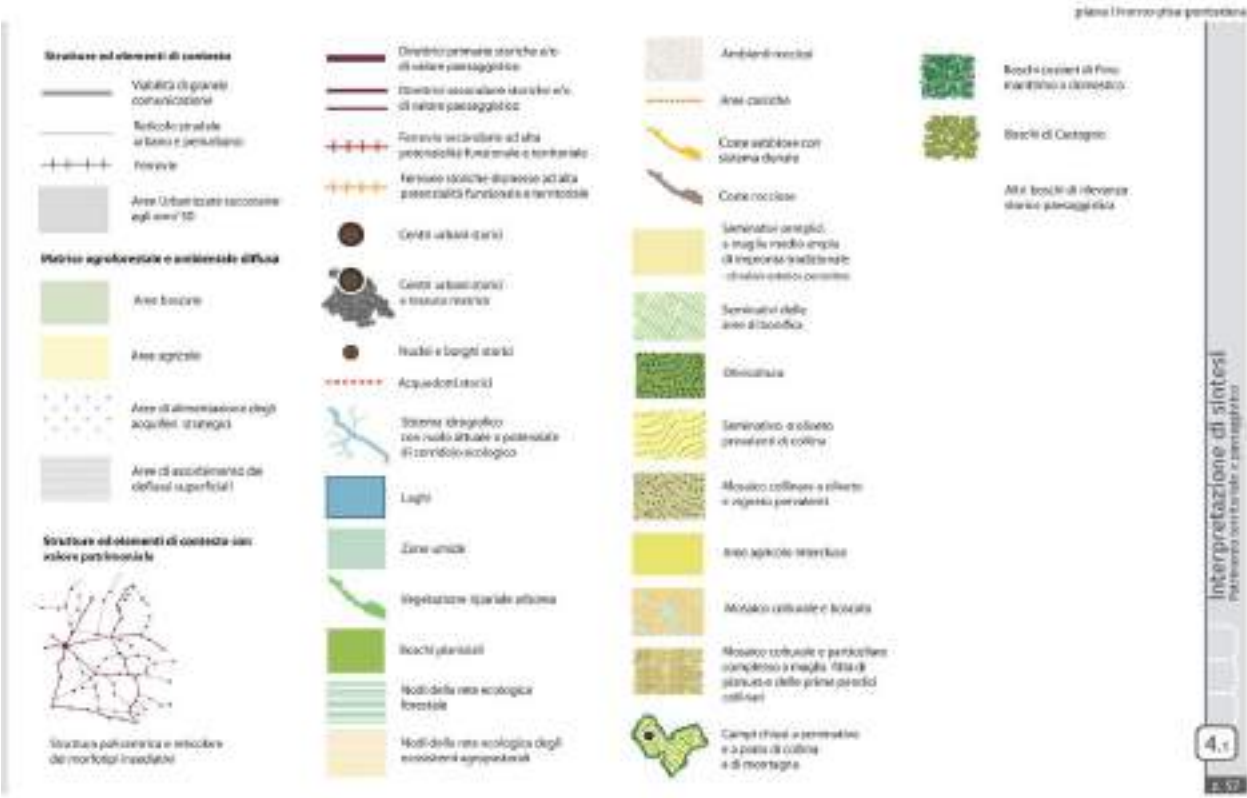 piana livorno-pisa-pontedera
Strutture ed elementi di contesto
Viabilità di grande
comunicazione
Reticolo stradale
urbano e periurbano
Ferrovie
Aree Urbanizzate successive
agli anni '50
Matrice agroforestale e ambientale diffusa
Aree boscate
Aree agricole
Aree di alimentazione degli
acquiferi strategici
Aree di assorbimento dei
deflussi superficiali
Strutture ed elementi di contesto con
valore patrimoniale
Struttura policentrica e reticolare
dei morfotipi insediativi
Direttrici primarie storiche e/o
di valore paesaggistico
Direttrici secondarie storiche e/o
di valore paesaggistico
Ferrovie secondarie ad alta
potenzialità funzionale e territoriale
Ferrovie storiche dismesse ad alta
potenzialità funzionale e territoriale
Centri urbani storici
Centri urbani storici
e tessuto matrice
Nuclei e borghi storici
Acquedotti storici
Sistema idrografico
con ruolo attuale o potenziale
di corridoio ecologico
Laghi
Zone umide
Vegetazione ripariale arborea
Boschi planiziali
Nodi della rete ecologica
forestale
Nodi della rete ecologica degli
ecosistemi agropastorali
Ambienti rocciosi
Aree carsiche
Coste sabbiose con
sistema dunale
Coste rocciose
Seminativi semplici
a maglia medio ampia
di impronta tradizionale
Seminativi delle
aree di bonifica
Olivicoltura
Seminativo e oliveto
prevalenti di collina
Mosaico collinare a oliveto
e vigneto prevalenti
Aree agricole intercluse
Mosaico colturale e boscato
Mosaico colturale e particellare
complesso a maglia fitta di
pianura e delle prime pendici
collinari
Campi chiusi a seminativo
e a prato di collina
e di montagna
Boschi costieri di Pino
marittimo o domestico
Boschi di Castagno
Altri boschi di rilevanza
storico paesaggistica
Interpretazione di sintesi
Patrimonio territoriale e paesaggistico
4.1
p. 57